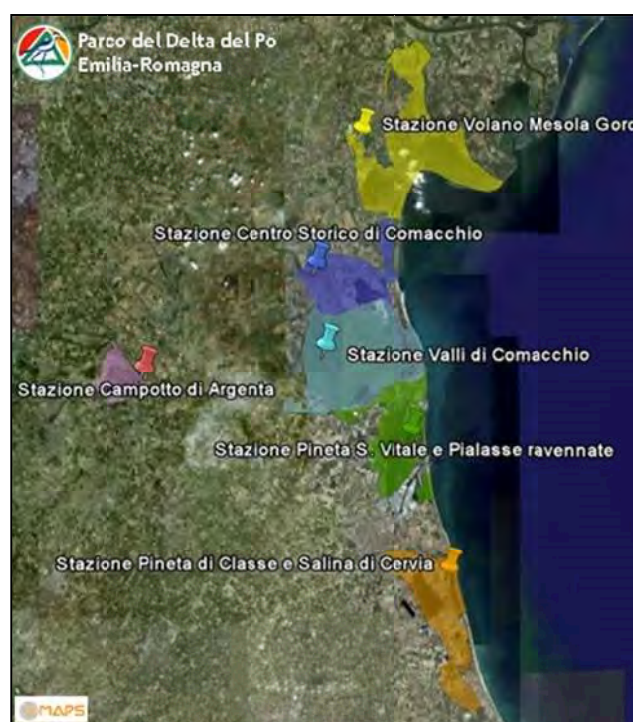 Parco del Delta del Po
Emilia-Romagna
Stazione Volano Mesola Goro
Stazione Centro Storico di Comacchio
Stazione Valli di Comacchio
Stazione Campotto di Argenta
Stazione Pineta S. Vitale e Pialasse ravennate
Stazione Pineta di Classe e Salina di Cervia
MAPS